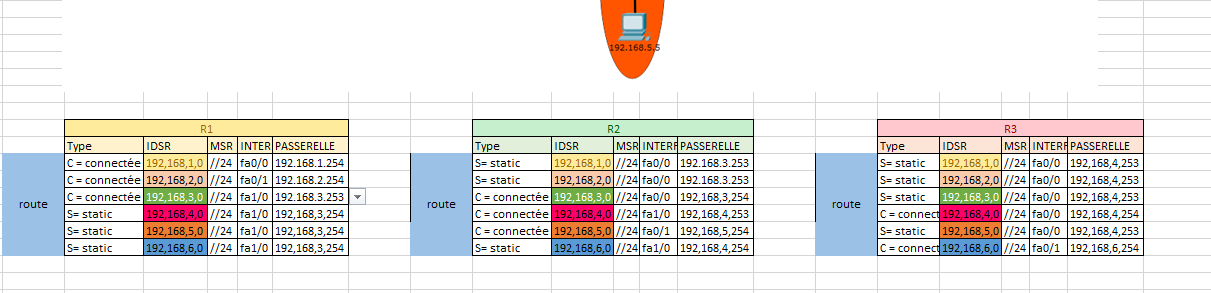 192.168.5.5
R1
Type IDSR MSR INTER PASSERELLE
C = connectée 192,168,1,0 //24 fa0/0 192.168.1.254
C = connectée 192,168,2,0 //24 fa0/1 192.168.2.254
C = connectée 192,168,3,0 //24 fa1/0 192.168.3.253
route
S= static 192,168,4,0 //24 fa1/0 192,168,3,254
S= static 192,168,5,0 //24 fa1/0 192,168,3,254
S= static 192,168,6,0 //24 fa1/0 192,168,3,254
R2
Type IDSR MSR INTERF PASSERELLE
S= static 192,168,1,0 //24 fa0/0 192.168.3.253
S= static 192,168,2,0 //24 fa0/0 192.168.3.253
C = connectée 192,168,3,0 //24 fa0/0 192,168,3,254
route
C = connectée 192,168,4,0 //24 fa1/0 192,168,4,253
C = connectée 192,168,5,0 //24 fa0/1 192,168,5,254
S= static 192,168,6,0 //24 fa1/0 192,168,4,254
R3
Type IDSR MSR INTERF PASSERELLE
S= static 192,168,1,0 //24 fa0/0 192,168,4,253
S= static 192,168,2,0 //24 fa0/0 192,168,4,253
S= static 192,168,3,0 //24 fa0/0 192,168,4,253
route
C = connect 192,168,4,0 //24 fa0/0 192,168,4,254
S= static 192,168,5,0 //24 fa0/0 192,168,4,253
C = connect 192,168,6,0 //24 fa0/1 192,168,6,254